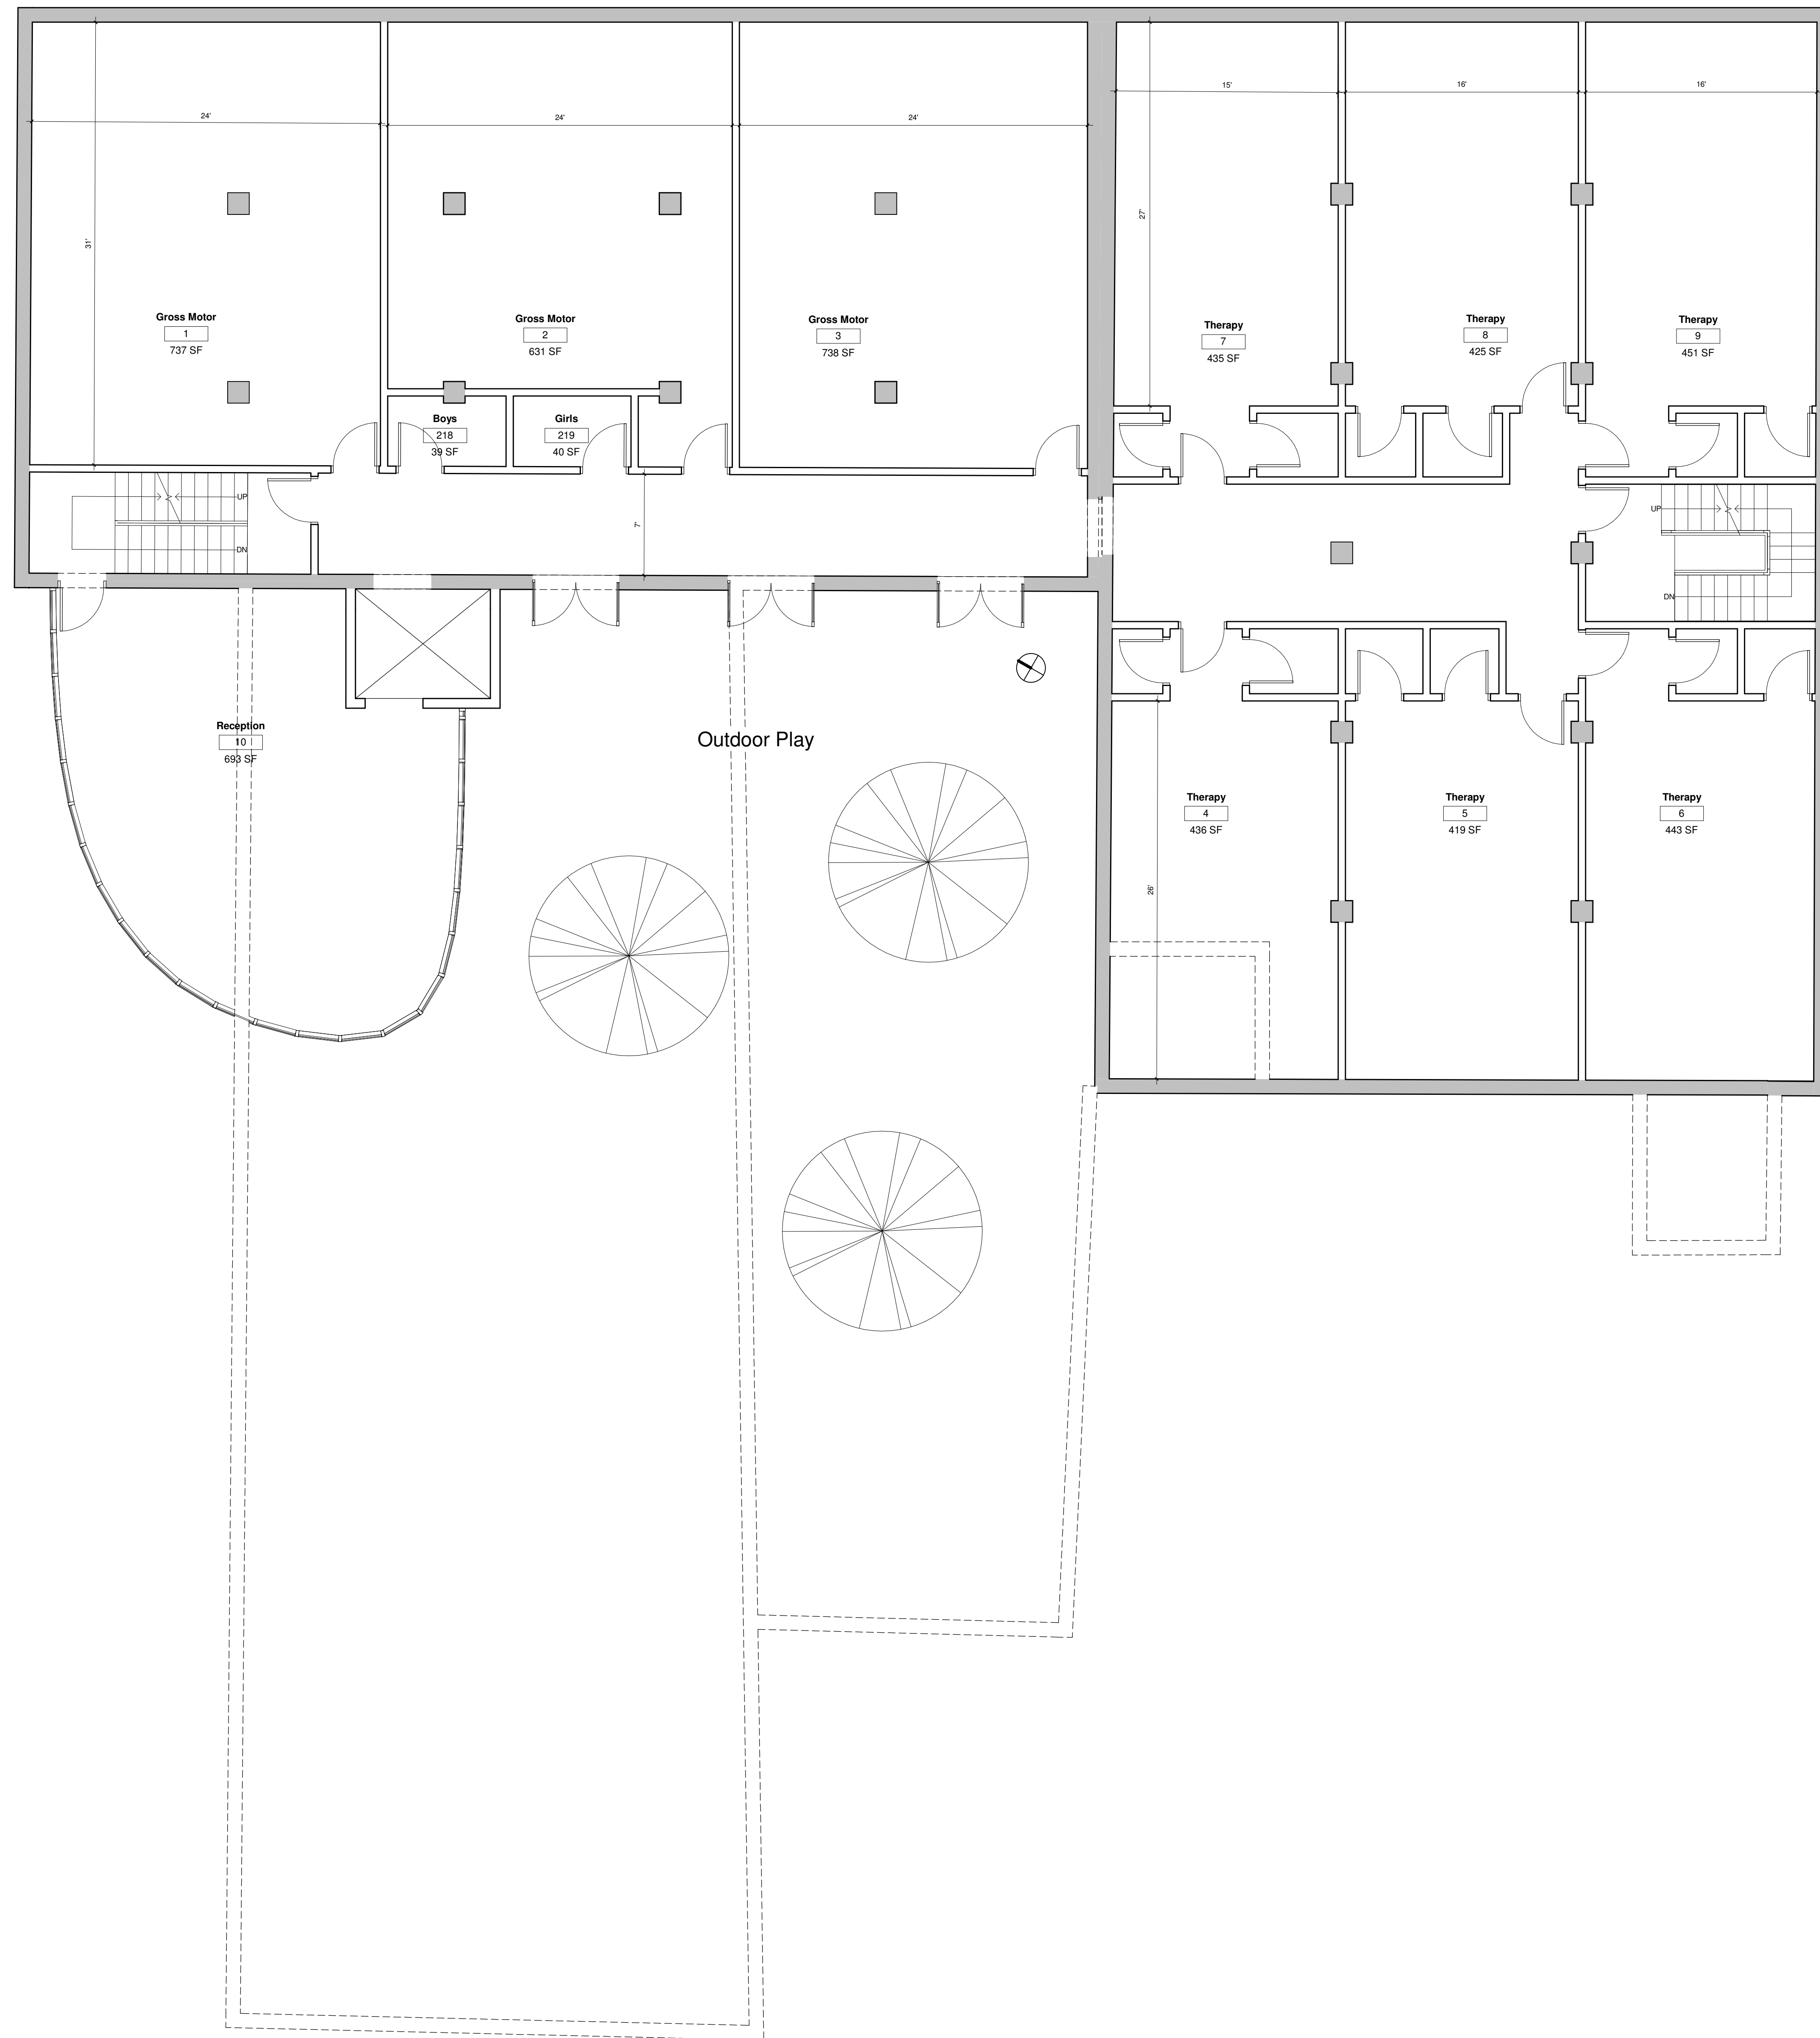 15'
16'
16'
24'
24'
24'
31'
27'
Gross Motor
1
737 SF
Gross Motor
2
631 SF
Gross Motor
3
738 SF
Therapy
7
435 SF
Therapy
8
425 SF
Therapy
9
451 SF
Boys
218
39 SF
Girls
219
40 SF
UP
DN
7'
UP
DN
Reception
10
693 SF
Outdoor Play
Therapy
4
436 SF
Therapy
5
419 SF
Therapy
6
443 SF
26'